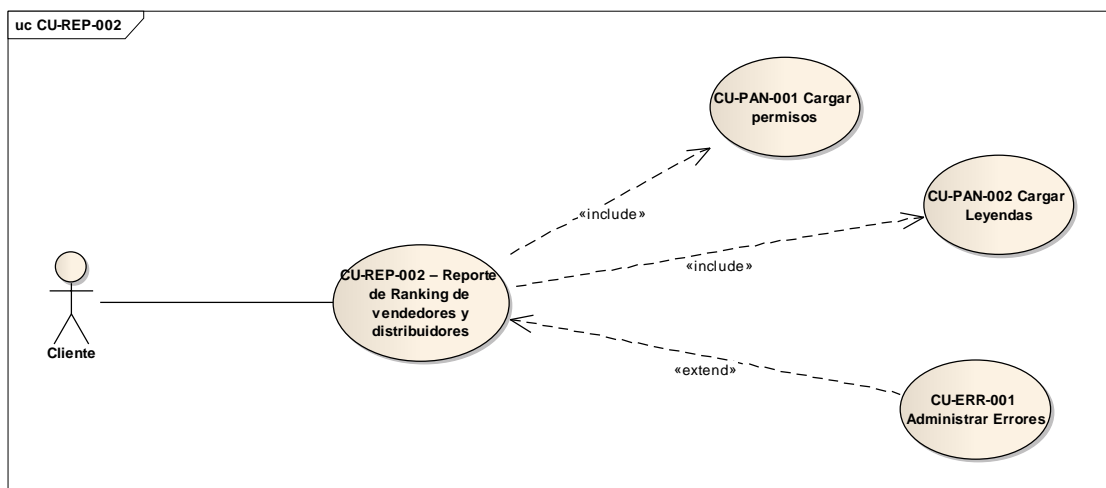 uc CU-REP-002
CU-PAN-001 Cargar
permisos
CU-PAN-002 Cargar
Leyendas
«include»
«include»
CU-REP-002 – Reporte
de Ranking de
vendedores y
distribuidores
Cliente
«extend»
CU-ERR-001
Administrar Errores